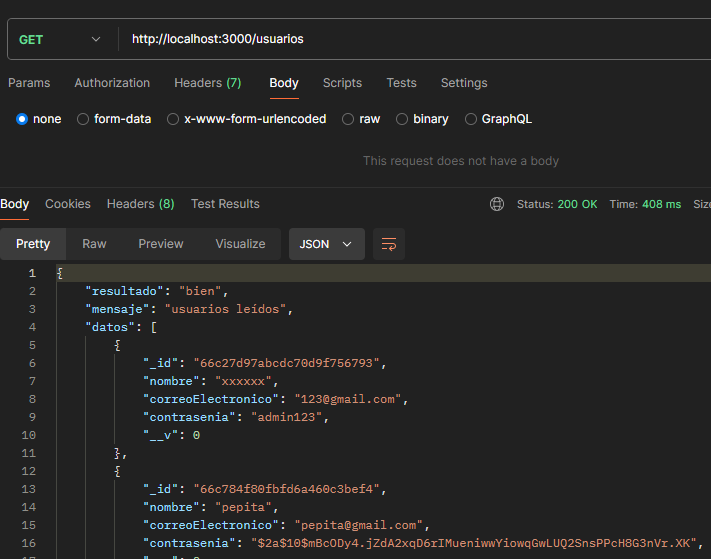 GET http://localhost:3000/usuarios
Params Authorization Headers (7) Body Scripts Tests Settings
none form-data x-www-form-urlencoded raw binary GraphQL
This request does not have a body
Body Cookies Headers (8) Test Results Status: 200 OK Time: 408 ms Size
Pretty Raw Preview Visualize JSON
1 {
2 "resultado": "bien",
3 "mensaje": "usuarios leídos",
4 "datos": [
5 {
6 "_id": "66c27d97abcdc70d9f756793",
7 "nombre": "xxxxxx",
8 "correoElectronico": "123@gmail.com",
9 "contrasenia": "admin123",
10 "__v": 0
11 },
12 {
13 "_id": "66c784f80fbfd6a460c3bef4",
14 "nombre": "pepita",
15 "correoElectronico": "pepita@gmail.com",
16 "contrasenia": "$2a$10$mBcODy4.jZdA2xqD6rIMueniwwYiowqGwLUQ2SnsPPcH8G3nVr.XK",